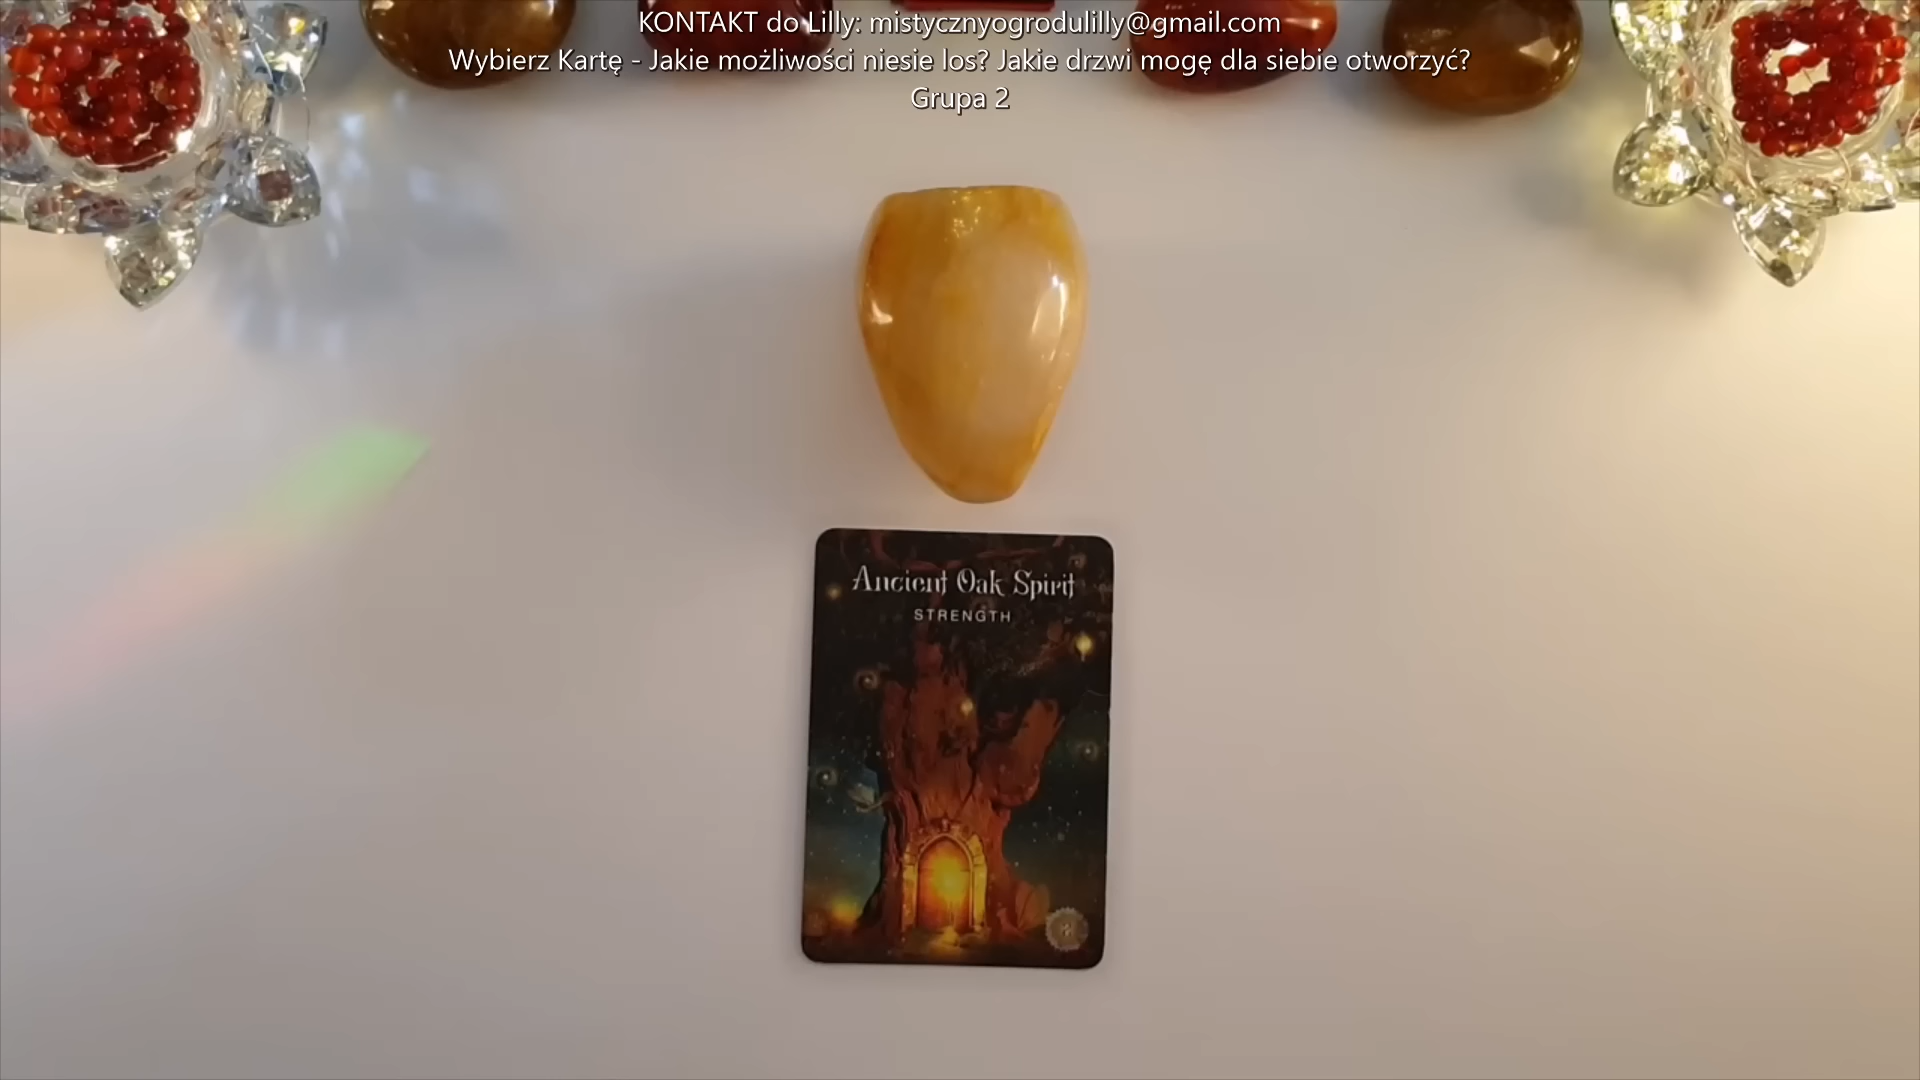 KONTAKT do Lilly: mistycznyogrodulilly@gmail.com
Wybierz Kartę - Jakie możliwości niesie los? Jakie drzwi mogę dla siebie otworzyć?
Grupa 2
Ancient Oak Spirit
STRENGTH